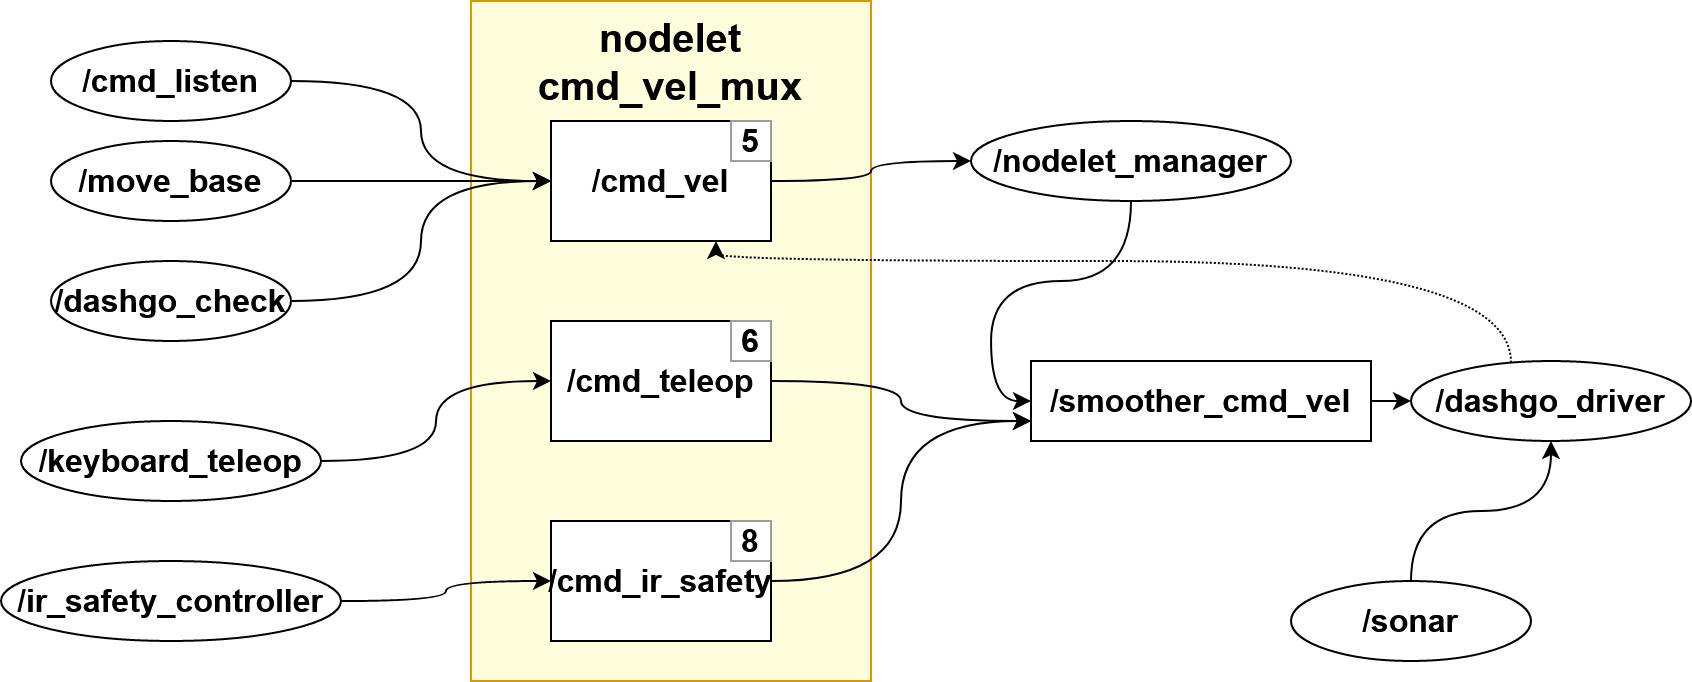 nodelet
cmd_vel_mux
/cmd_listen
/move_base
/dashgo_check
/keyboard_teleop
/ir_safety_controller
5
/cmd_vel
6
/cmd_teleop
8
/cmd_ir_safety
/nodelet_manager
/smoother_cmd_vel
/dashgo_driver
/sonar